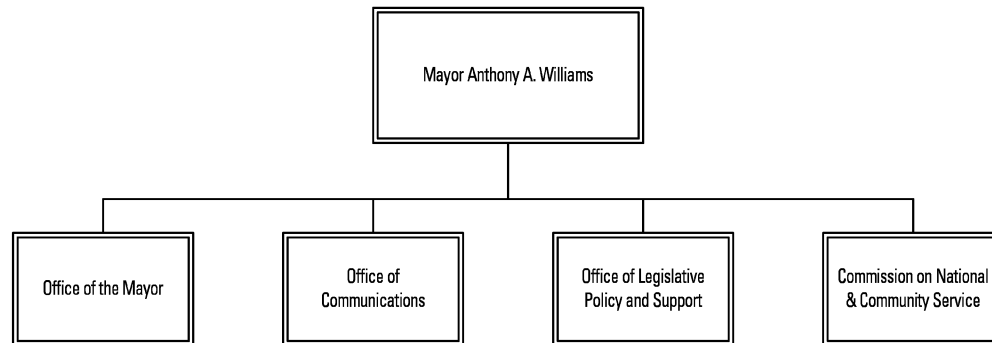 Mayor Anthony A. Williams
Office of the Mayor
Office of
Communications
Office of Legislative
Policy and Support
Commission on National
& Community Service